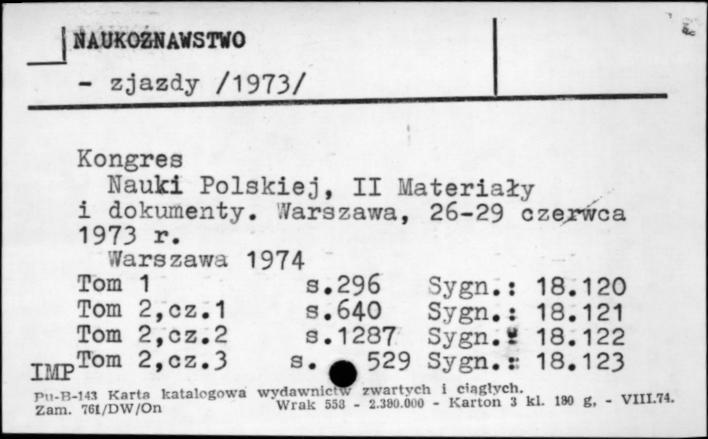 NAUKOZNAWSTWO
- zjazdy /1973/
Kongres
Nauki Polskiej, II Materiały
i dokumenty. Warszawa, 26-29 czerwca
1973 r.
Warszawa 1974
Tom 1 s.296 Sygn.: 18.120
Tom 2,cz.1 s.640 Sygn.: 18.121
Tom 2,cz.2 s.1287 Sygn.: 18.122
Tom 2,cz.3 s. 529 Sygn.: 18.123
IMP
Pu-B-143 Karta katalogowa wydawnictw zwartych i ciągłych.
Zam. 761/DW/On Wrak 553 - 2.380.000 - Karton 3 kl. 180 g. - VIII.74.